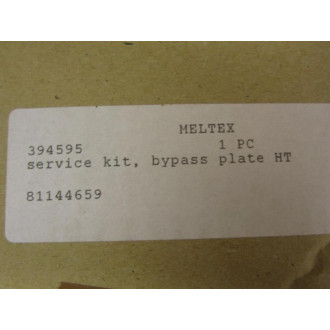 MELTEX
394595 1 PC
service kit, bypass plate HT
81144659